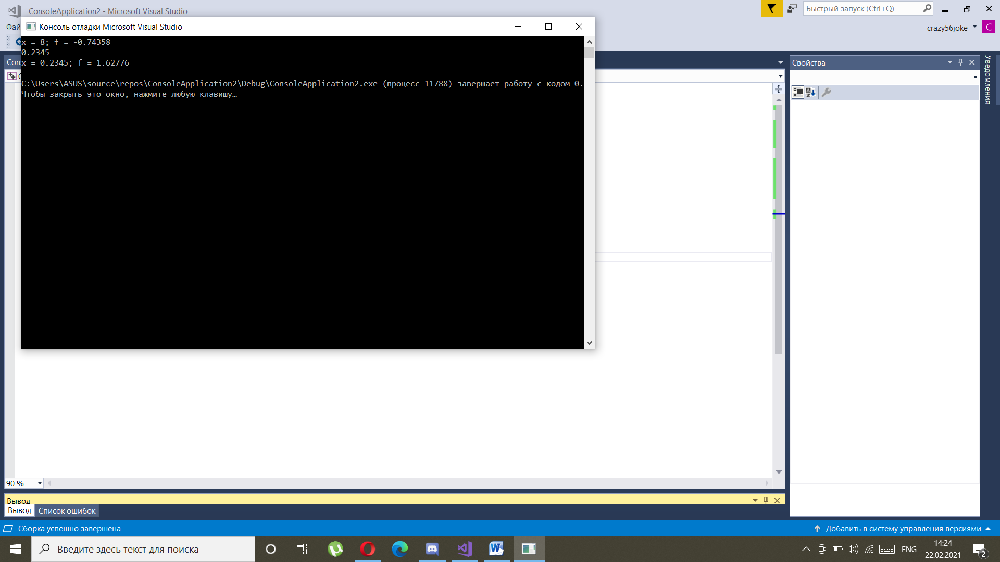 ConsoleApplication2 - Microsoft Visual Studio
Быстрый запуск (Ctrl+Q)
Фай
crazy56joke
C
Консоль отладки Microsoft Visual Studio
x = 8; f = -0.74358
0.2345
x = 0.2345; f = 1.62776
C:\Users\ASUS\source\repos\ConsoleApplication2\Debug\ConsoleApplication2.exe (процесс 11788) завершает работу с кодом 0.
Чтобы закрыть это окно, нажмите любую клавишу…
Con
Свойства
Уведомления
90 %
Вывод
Вывод
Список ошибок
Сборка успешно завершена
Добавить в систему управления версиями
Введите здесь текст для поиска
ENG
14:24
22.02.2021
2